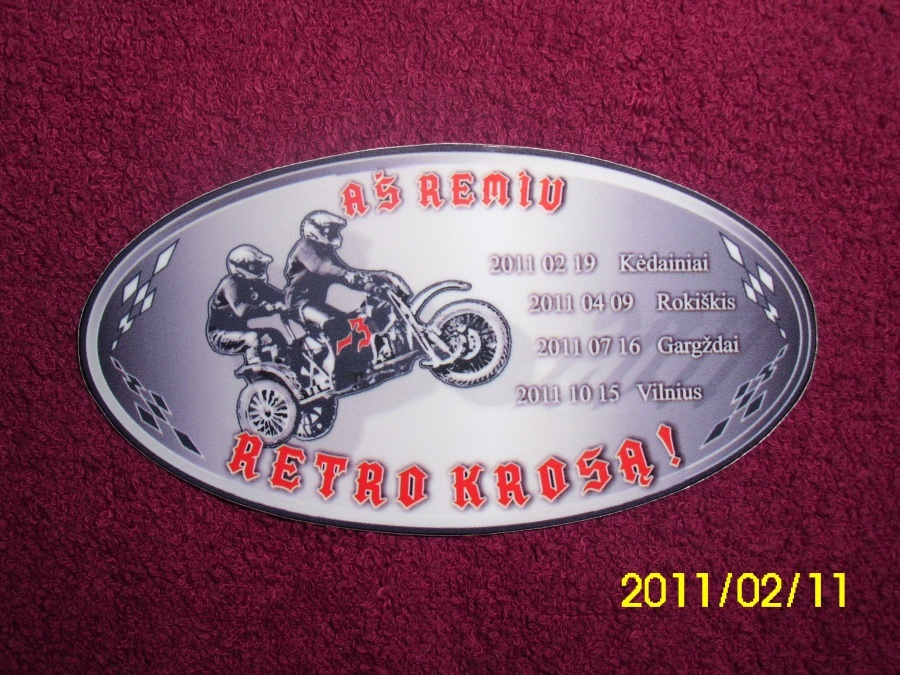 AŠ REMIU
2011 02 19 Kėdainiai
2011 04 09 Rokiškis
2011 07 16 Gargždai
2011 10 15 Vilnius
3
RETRO KROSĄ!
2011/02/11